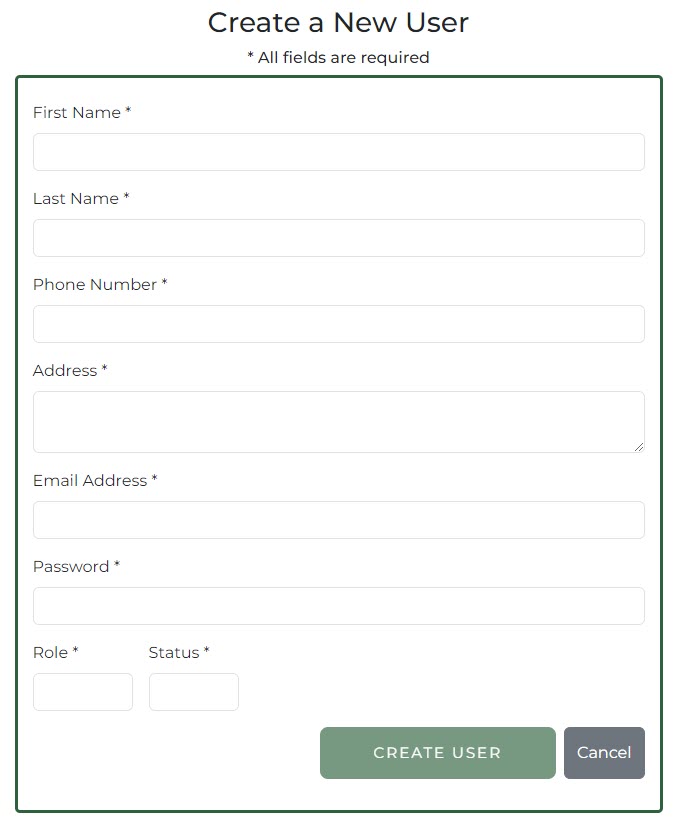 Create a New User
* All fields are required
First Name *
Last Name *
Phone Number *
Address *
Email Address *
Password *
Role * Status *
CREATE USER Cancel